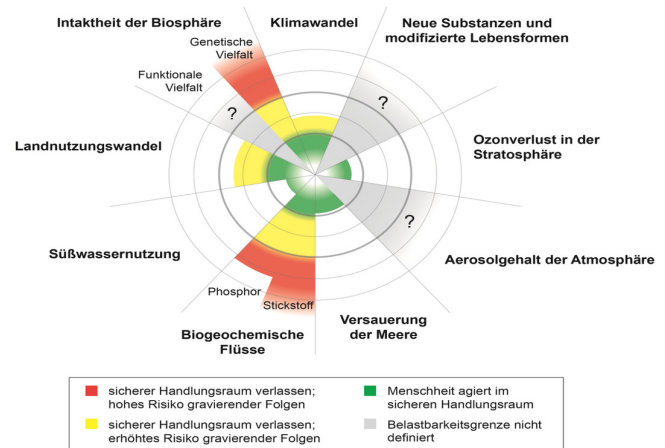 Intaktheit der Biosphäre
Klimawandel
Neue Substanzen und
modifizierte Lebensformen
Genetische
Vielfalt
Funktionale
Vielfalt
?
?
Landnutzungswandel
Ozonverlust in der
Stratosphäre
?
Süßwassernutzung
Aerosolgehalt der Atmosphäre
Phosphor
Stickstoff
Biogeochemische
Flüsse
Versauerung
der Meere
sicherer Handlungsraum verlassen;
hohes Risiko gravierender Folgen
sicherer Handlungsraum verlassen;
erhöhtes Risiko gravierender Folgen
Menschheit agiert im
sicheren Handlungsraum
Belastbarkeitsgrenze nicht
definiert